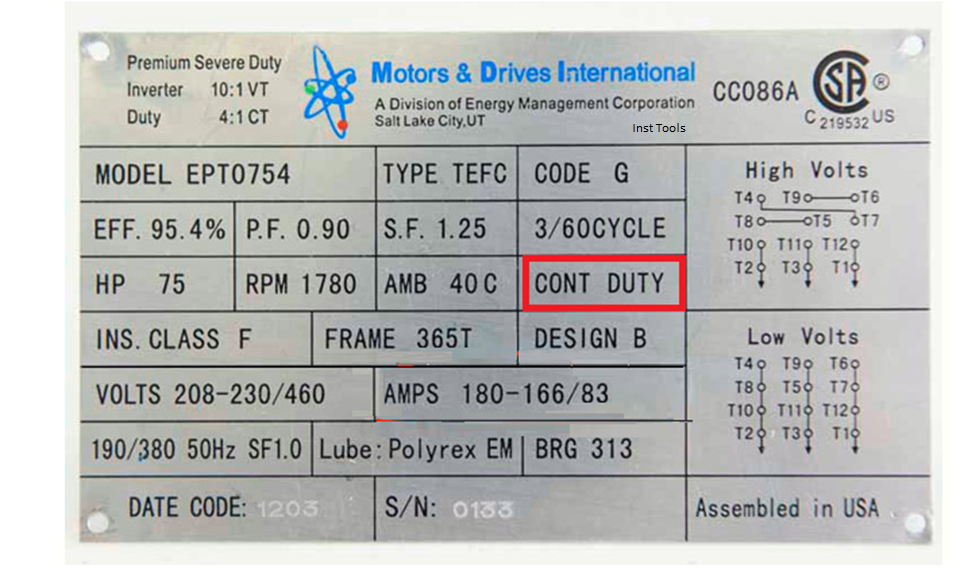 Premium Severe Duty
Inverter 10:1 VT
Duty 4:1 CT
Motors & Drives International
A Division of Energy Management Corporation
Salt Lake City,UT
Inst Tools
CC086A
SA ®
C 219532 US
MODEL EPT0754
TYPE TEFC
CODE G
EFF. 95.4%
P.F. 0.90
S.F. 1.25
3/60CYCLE
HP 75
RPM 1780
AMB 40C
CONT DUTY
INS. CLASS F
FRAME 365T
DESIGN B
VOLTS 208-230/460
AMPS 180-166/83
190/380 50Hz SF1.0
Lube: Polyrex EM
BRG 313
High Volts
T4 T9 T6
T8 T5 T7
T10 T11 T12
T2 T3 T1
Low Volts
T4 T9 T6
T8 T5 T7
T10 T11 T12
T2 T3 T1
DATE CODE: 1203
S/N: 0133
Assembled in USA